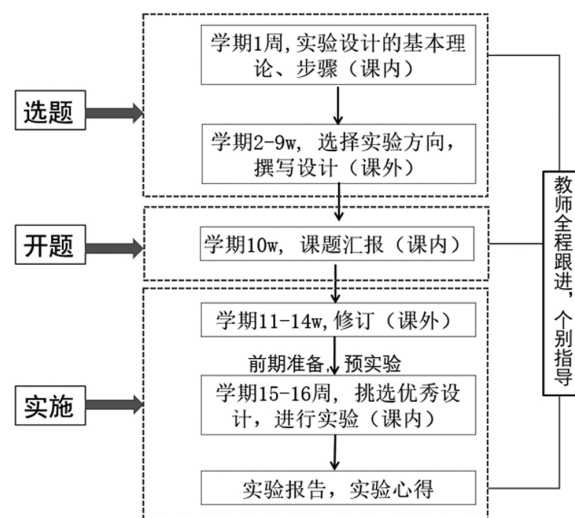 学期1周,实验设计的基本理
论、步骤（课内）
选题
学期2-9w, 选择实验方向，
撰写设计（课外）
开题
学期10w, 课题汇报（课内）
教师全程跟进，个别指导
学期11-14w,修订（课外）
前期准备，预实验
实施
学期15-16周, 挑选优秀设
计，进行实验（课内）
实验报告，实验心得